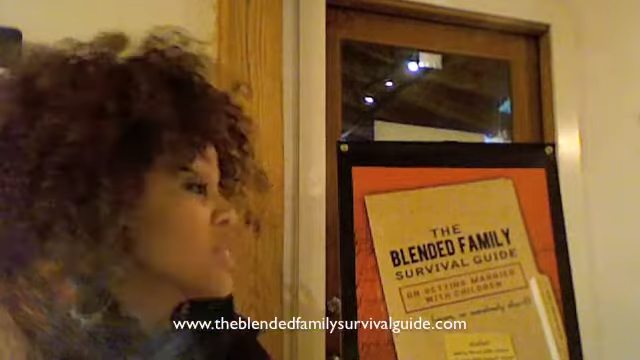 THE
BLENDED FAMILY
SURVIVAL GUIDE
ON GETTING MARRIED
WITH CHILDREN
www.theblendedfamilysurvivalguide.com